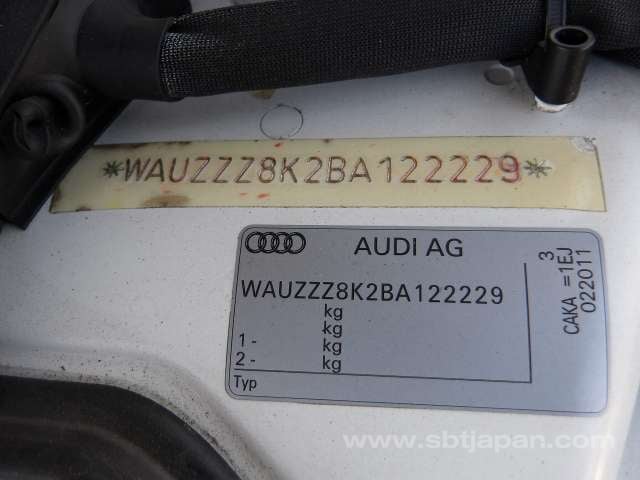 *WAUZZZ8K2BA122229*
AUDI AG
WAUZZZ8K2BA122229
kg
kg
1 - kg
2 - kg
Typ
3
CAKA =1EJ
022011
www.sbtjapan.com